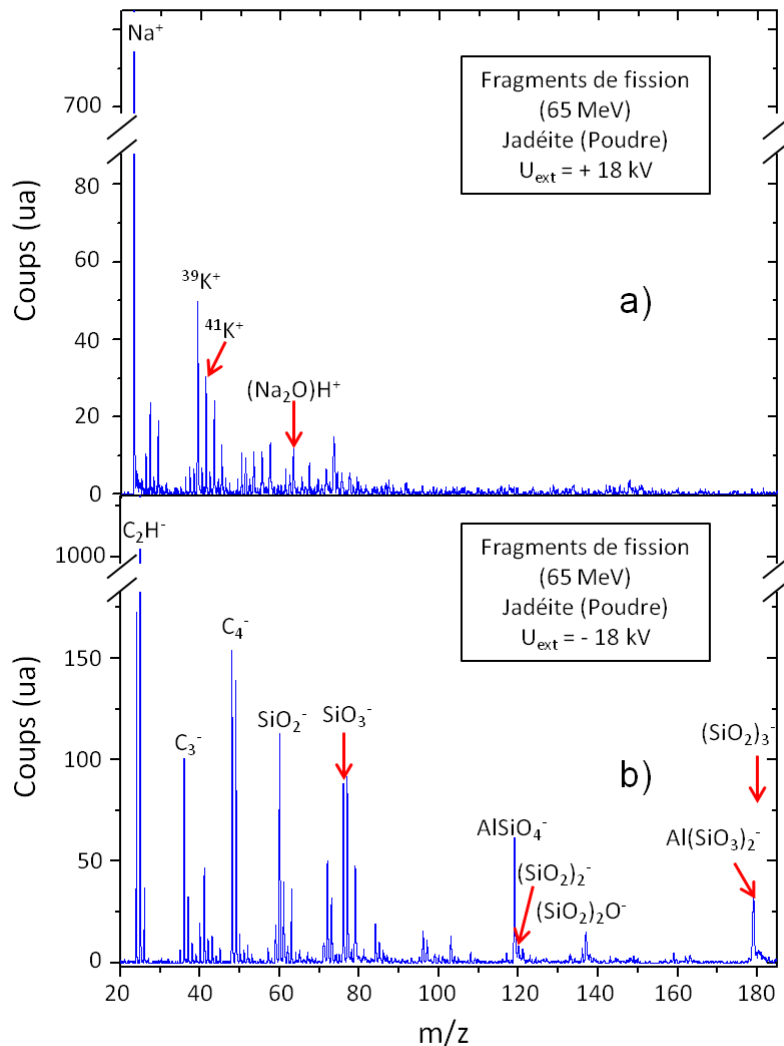 Na⁺
700
Fragments de fission
(65 MeV)
Jadéite (Poudre)
U_ext = + 18 kV
80
60
40
20
0
Coups (ua)
³⁹K⁺
⁴¹K⁺
(Na₂O)H⁺
a)
C₂H⁻
1000
Fragments de fission
(65 MeV)
Jadéite (Poudre)
U_ext = - 18 kV
150
100
50
0
Coups (ua)
C₄⁻
C₃⁻
SiO₂⁻
SiO₃⁻
(SiO₂)₃⁻
b)
AlSiO₄⁻
Al(SiO₃)₂⁻
(SiO₂)₂⁻
(SiO₂)₂O⁻
20 40 60 80 100 120 140 160 180
m/z